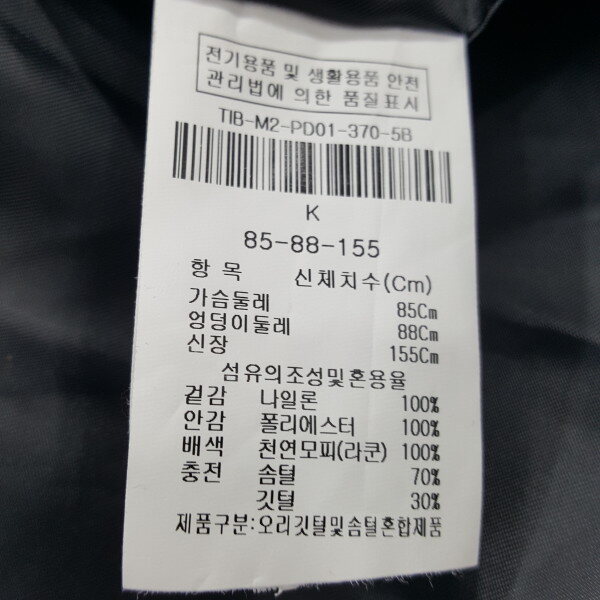 전기용품 및 생활용품 안전
관리법에 의한 품질표시
TIB-M2-PD01-370-5B
K
85-88-155
항 목 신체치수(Cm)
가슴둘레 85Cm
엉덩이둘레 88Cm
신장 155Cm
섬유의조성및혼용율
겉감 나일론 100%
안감 폴리에스터 100%
배색 천연모피(라쿤) 100%
충전 솜털 70%
깃털 30%
제품구분:오리깃털및솜털혼합제품